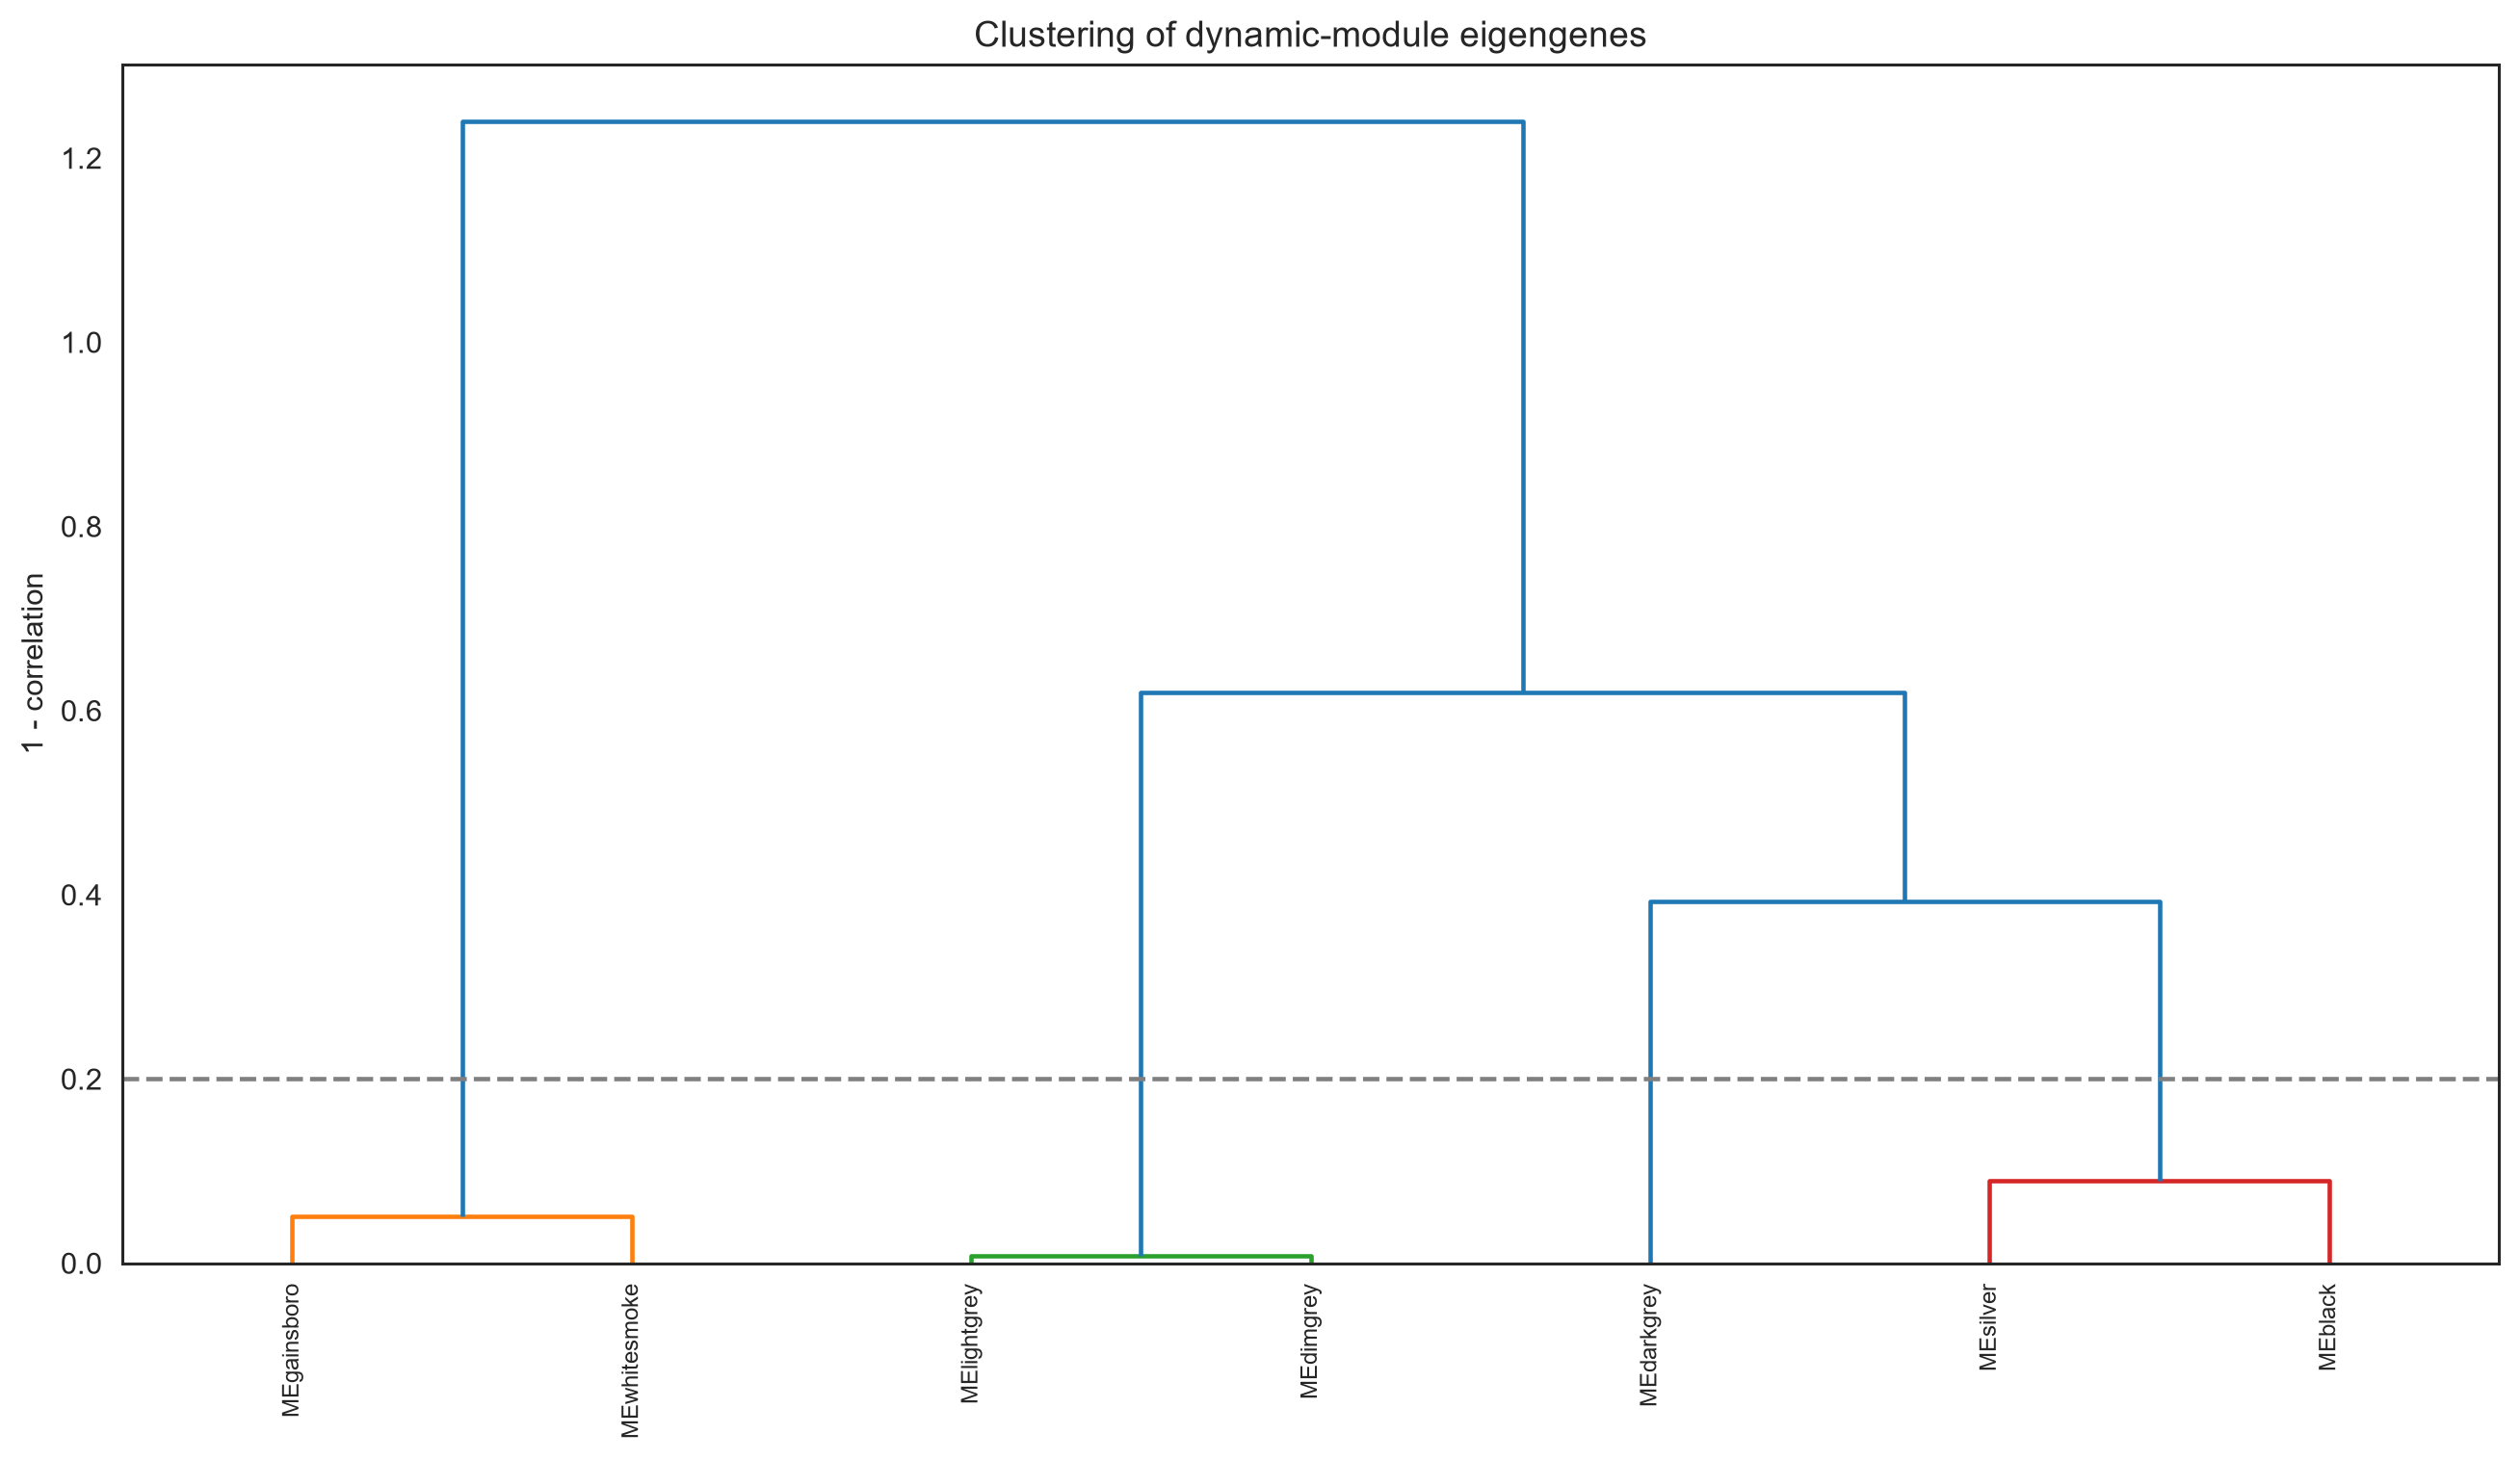 Clustering of dynamic-module eigengenes
1 - correlation
1.2
1.0
0.8
0.6
0.4
0.2
0.0
MEgainsboro
MEwhitesmoke
MElightgrey
MEdimgrey
MEdarkgrey
MEsilver
MEblack